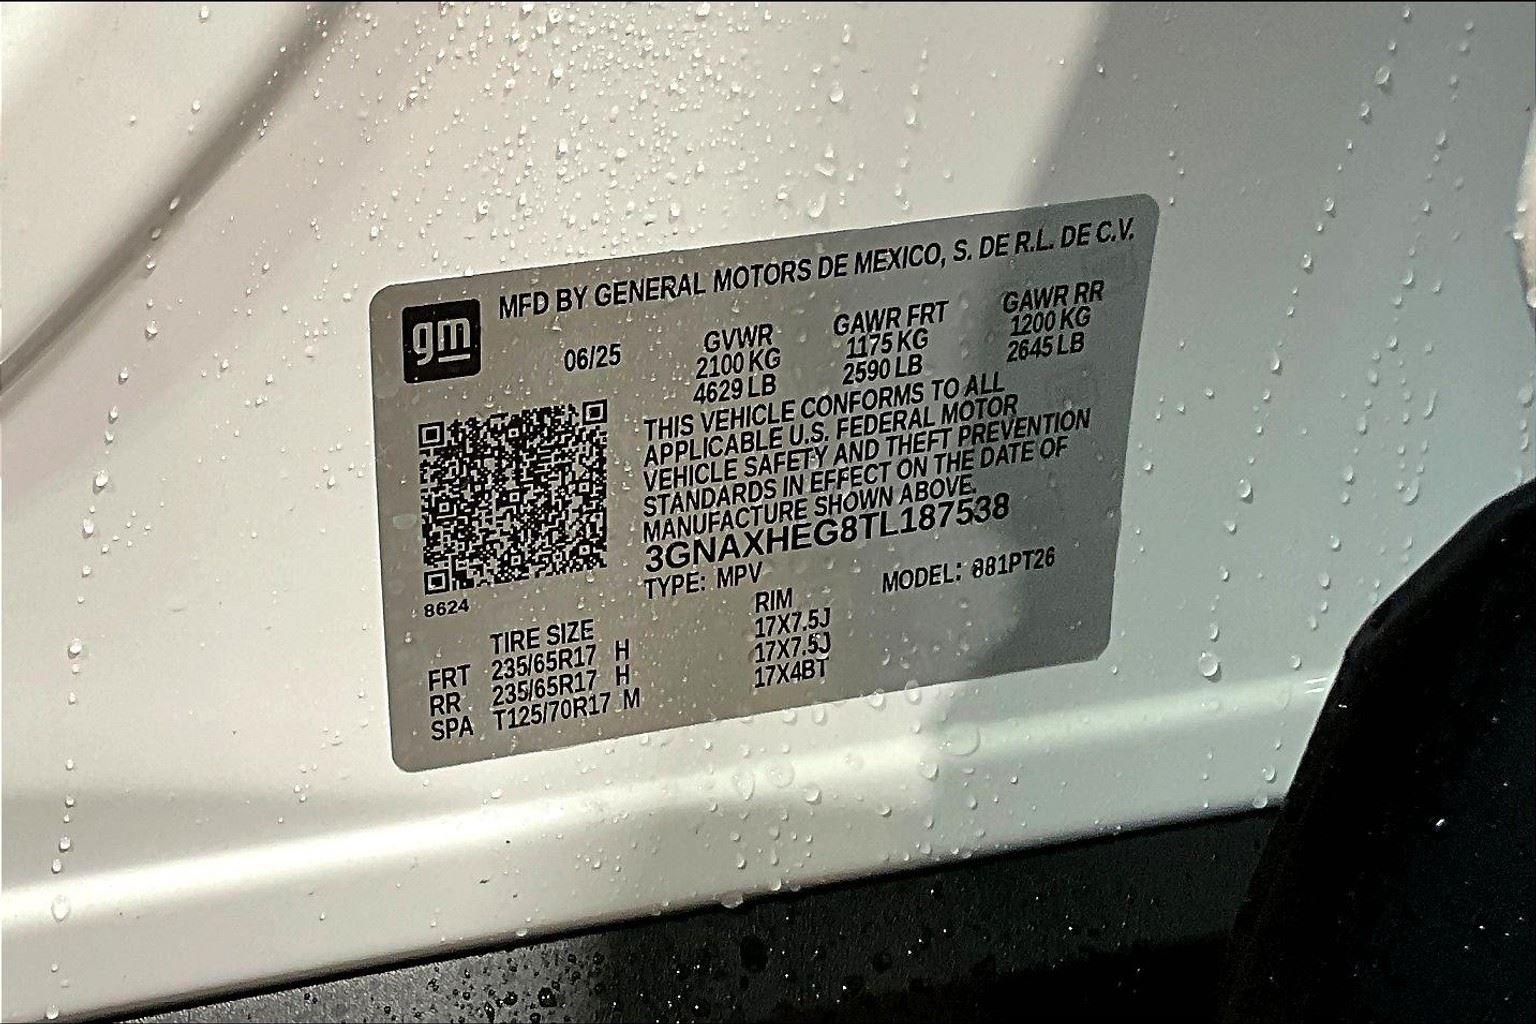 gm MFD BY GENERAL MOTORS DE MEXICO, S. DE R.L. DE C.V.
06/25 GVWR GAWR FRT GAWR RR
2100 KG 1175 KG 1200 KG
4629 LB 2590 LB 2645 LB
THIS VEHICLE CONFORMS TO ALL
APPLICABLE U.S. FEDERAL MOTOR
VEHICLE SAFETY AND THEFT PREVENTION
STANDARDS IN EFFECT ON THE DATE OF
MANUFACTURE SHOWN ABOVE.
3GNAXHEG8TL187538
TYPE: MPV MODEL:
8624
TIRE SIZE RIM
FRT 235/65R17 H 17X7.5J
RR 235/65R17 H 17X7.5J
SPA T125/70R17 M 17X4BT